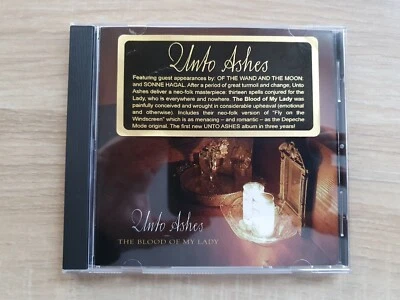 Unto Ashes
Featuring guest appearances by: OF THE WAND AND THE MOON:
and SONNE HAGAL. After a period of great turmoil and change, Unto
Ashes deliver a neo-folk masterpiece: thirteen spells conjured for the
Lady, who is everywhere and nowhere. The Blood of My Lady was
painfully conceived and wrought in considerable upheaval (emotional
and otherwise). Includes their neo-folk version of "Fly on the
Windscreen" which is as menacing – and romantic – as the Depeche
Mode original. The first new UNTO ASHES album in three years!
Unto Ashes
THE BLOOD OF MY LADY